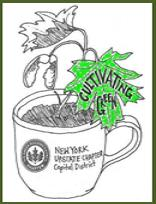 CULTIVATING
GREEN
NEW YORK
UPSTATE CHAPTER
Capital District